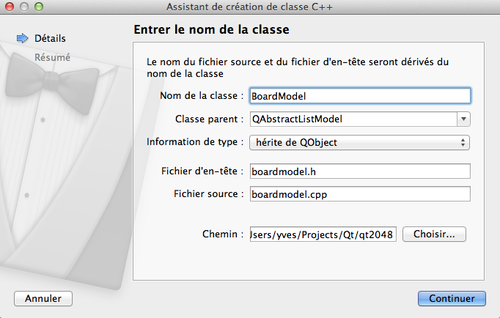 Assistant de création de classe C++
Détails
Résumé
Entrer le nom de la classe
Le nom du fichier source et du fichier d'en-tête seront dérivés
du nom de la classe
Nom de la classe : BoardModel
Classe parent : QAbstractListModel
Information de type : hérite de QObject
Fichier d'en-tête : boardmodel.h
Fichier source : boardmodel.cpp
Chemin : Jsers/yves/Projects/Qt/qt2048 Choisir...
Annuler
Continuer